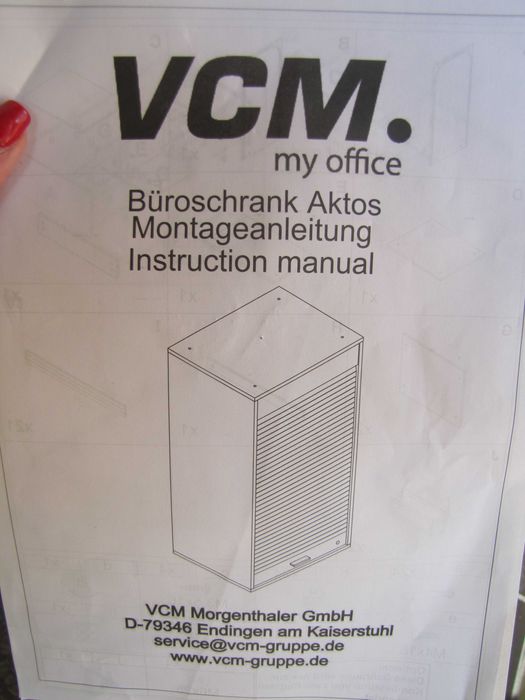 VCM.
my office
Büroschrank Aktos
Montageanleitung
Instruction manual
VCM Morgenthaler GmbH
D-79346 Endingen am Kaiserstuhl
service@vcm-gruppe.de
www.vcm-gruppe.de